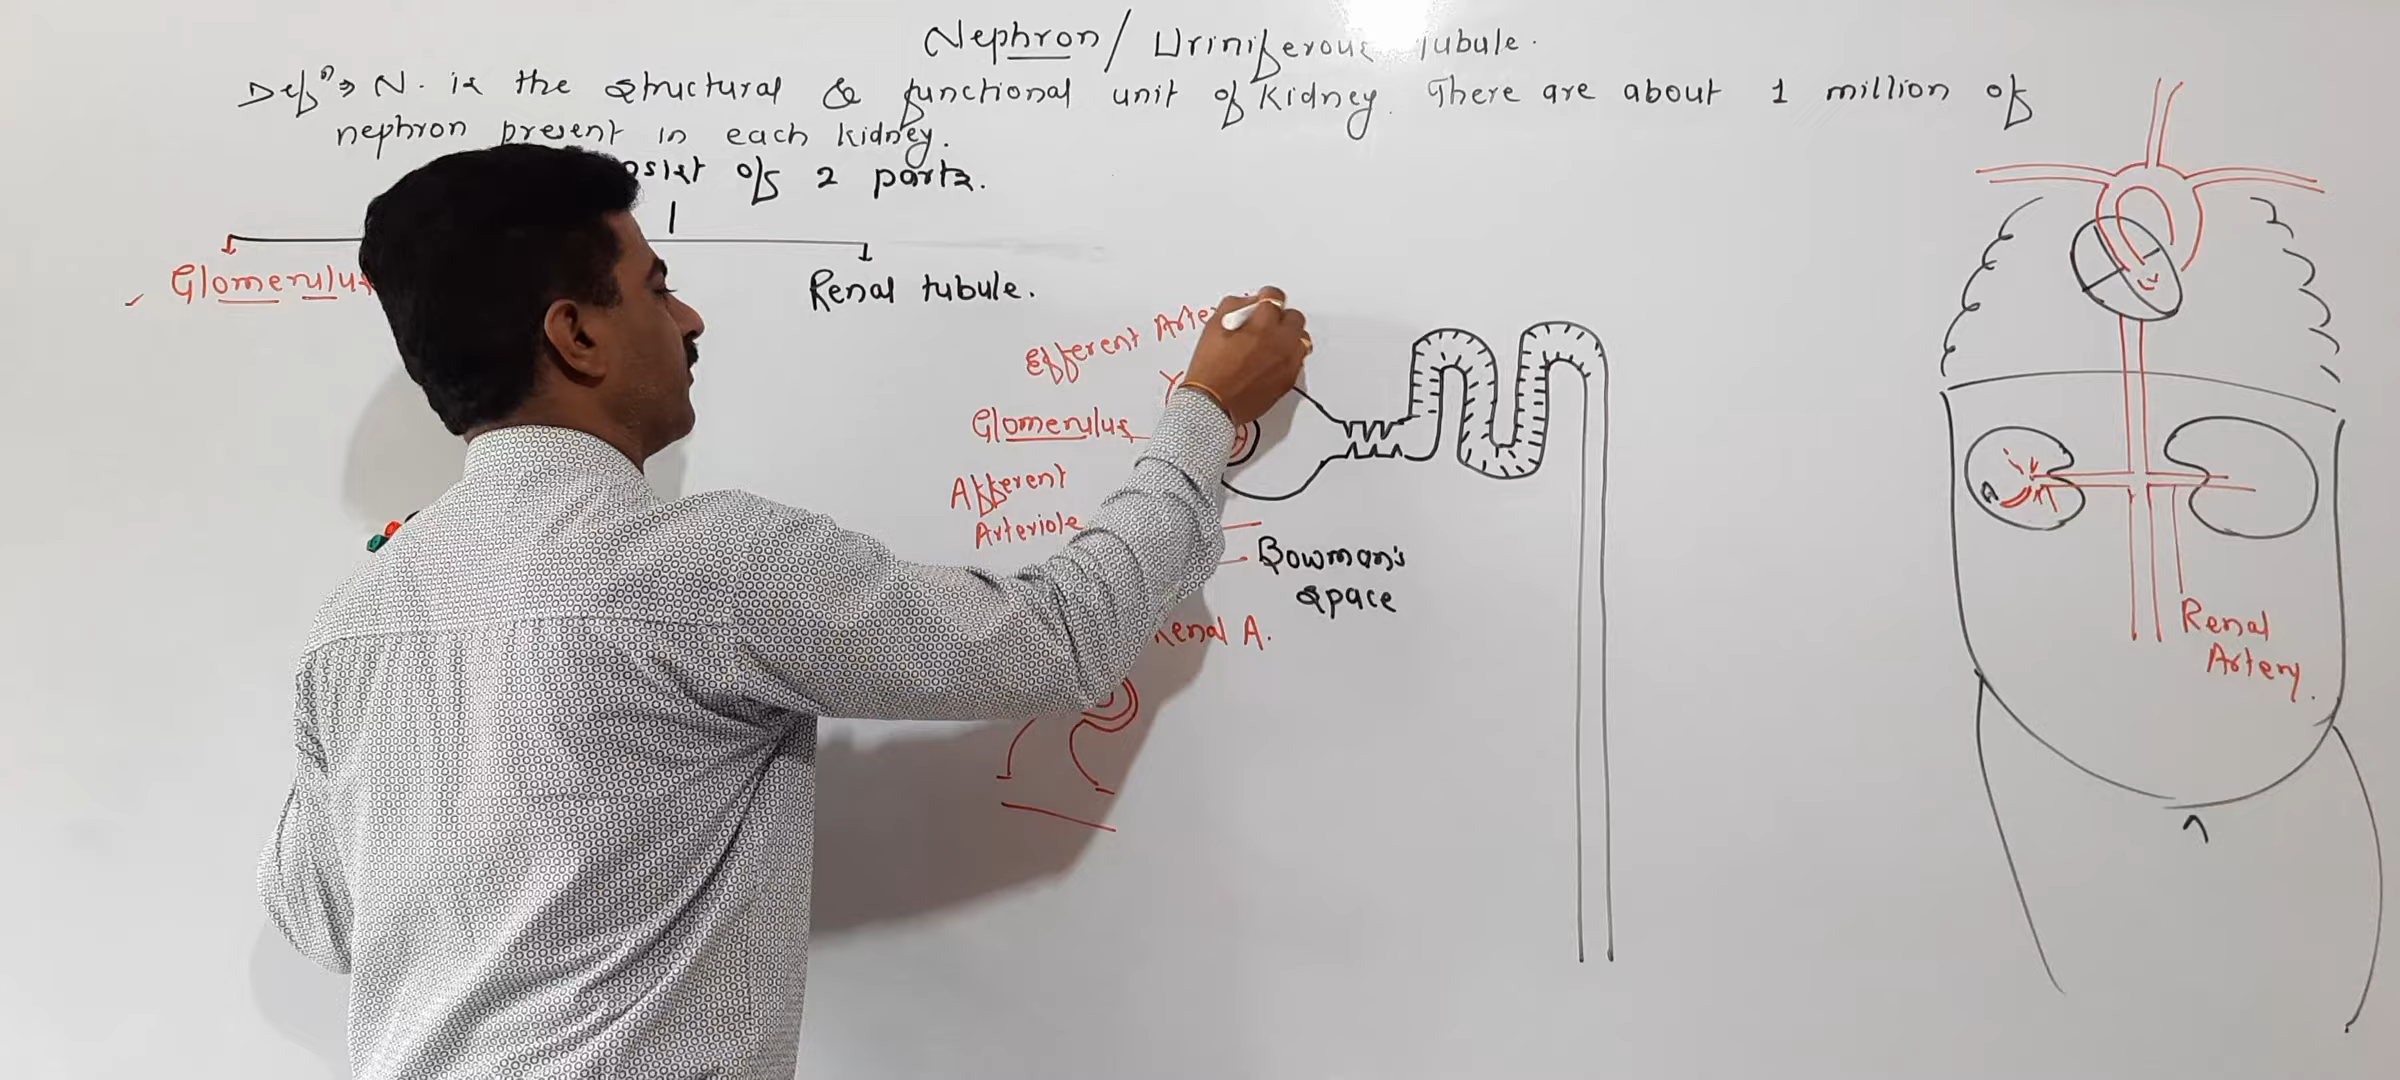 Nephron / Uriniferous Tubule.
Defn → N. is the structural & functional unit of Kidney. There are about 1 million of
nephron present in each kidney.
of 2 parts.
Glomerulus
Renal tubule.
Efferent
Glomerulus
Afferent
Arteriole
Bowman's
space
Renal A.
Renal
Artery.